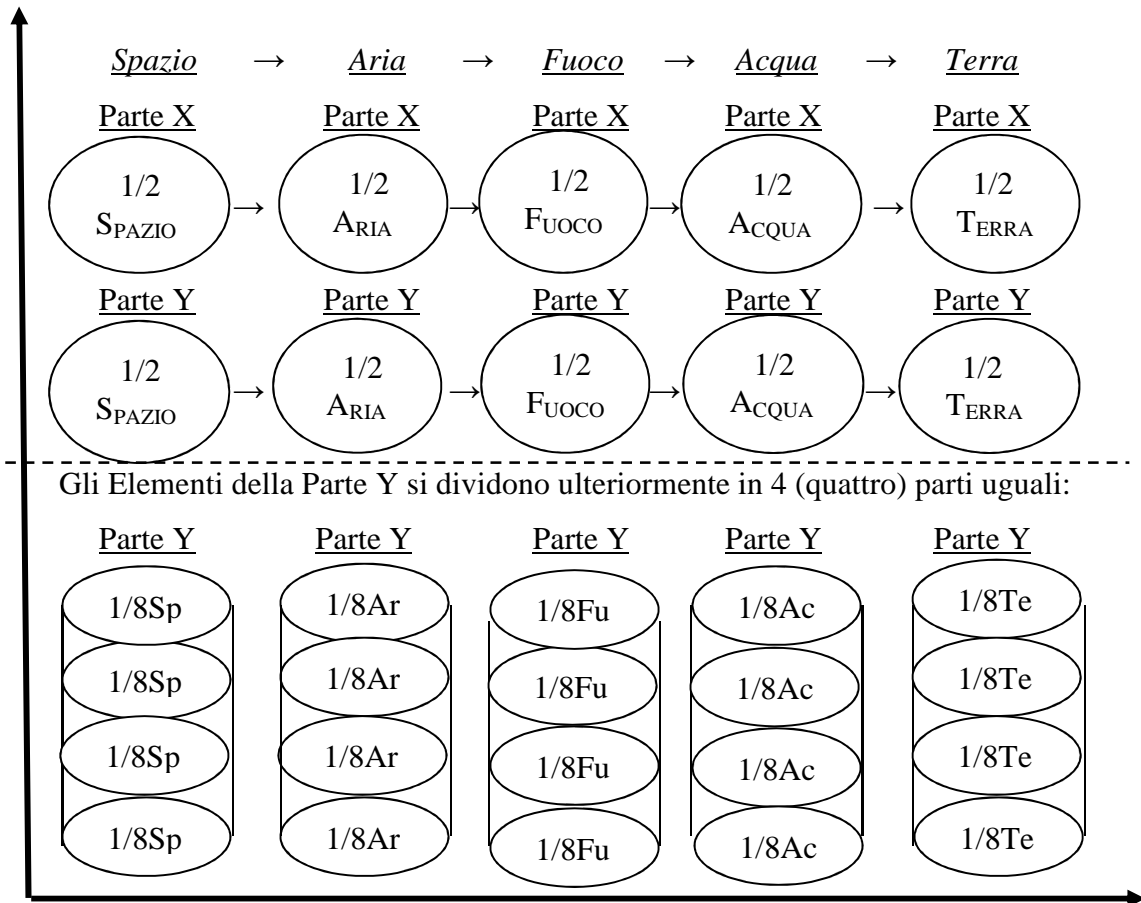 Spazio → Aria → Fuoco → Acqua → Terra
Parte X Parte X Parte X Parte X Parte X
1/2 1/2 1/2 1/2 1/2
SPAZIO → ARIA → FUOCO → ACQUA → TERRA
Parte Y Parte Y Parte Y Parte Y Parte Y
1/2 1/2 1/2 1/2 1/2
SPAZIO → ARIA → FUOCO → ACQUA → TERRA
Gli Elementi della Parte Y si dividono ulteriormente in 4 (quattro) parti uguali:
Parte Y Parte Y Parte Y Parte Y Parte Y
1/8Sp 1/8Ar 1/8Fu 1/8Ac 1/8Te
1/8Sp 1/8Ar 1/8Fu 1/8Ac 1/8Te
1/8Sp 1/8Ar 1/8Fu 1/8Ac 1/8Te
1/8Sp 1/8Ar 1/8Fu 1/8Ac 1/8Te